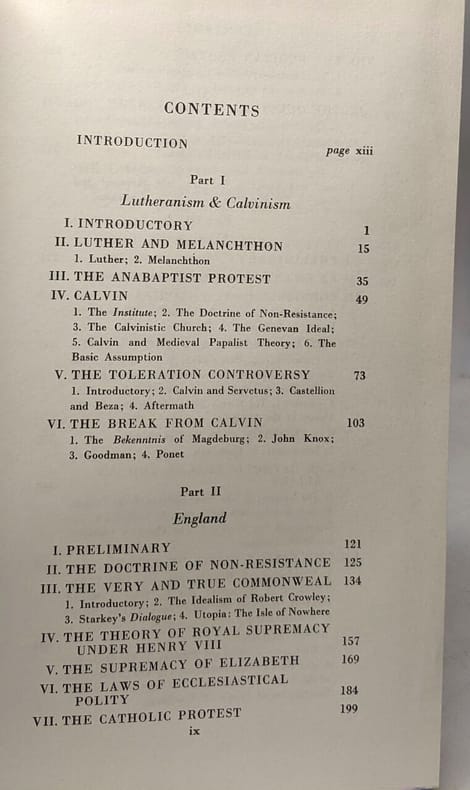 CONTENTS
INTRODUCTION page xiii
Part I
Lutheranism & Calvinism
I. INTRODUCTORY 1
II. LUTHER AND MELANCHTHON 15
1. Luther; 2. Melanchthon
III. THE ANABAPTIST PROTEST 35
IV. CALVIN 49
1. The Institute; 2. The Doctrine of Non-Resistance;
3. The Calvinistic Church; 4. The Genevan Ideal;
5. Calvin and Medieval Papalist Theory; 6. The
Basic Assumption
V. THE TOLERATION CONTROVERSY 73
1. Introductory; 2. Calvin and Servetus; 3. Castellion
and Beza; 4. Aftermath
VI. THE BREAK FROM CALVIN 103
1. The Bekenntnis of Magdeburg; 2. John Knox;
3. Goodman; 4. Ponet
Part II
England
I. PRELIMINARY 121
II. THE DOCTRINE OF NON-RESISTANCE 125
III. THE VERY AND TRUE COMMONWEAL 134
1. Introductory; 2. The Idealism of Robert Crowley;
3. Starkey's Dialogue; 4. Utopia: The Isle of Nowhere
IV. THE THEORY OF ROYAL SUPREMACY
UNDER HENRY VIII 157
V. THE SUPREMACY OF ELIZABETH 169
VI. THE LAWS OF ECCLESIASTICAL
POLITY 184
VII. THE CATHOLIC PROTEST 199
ix